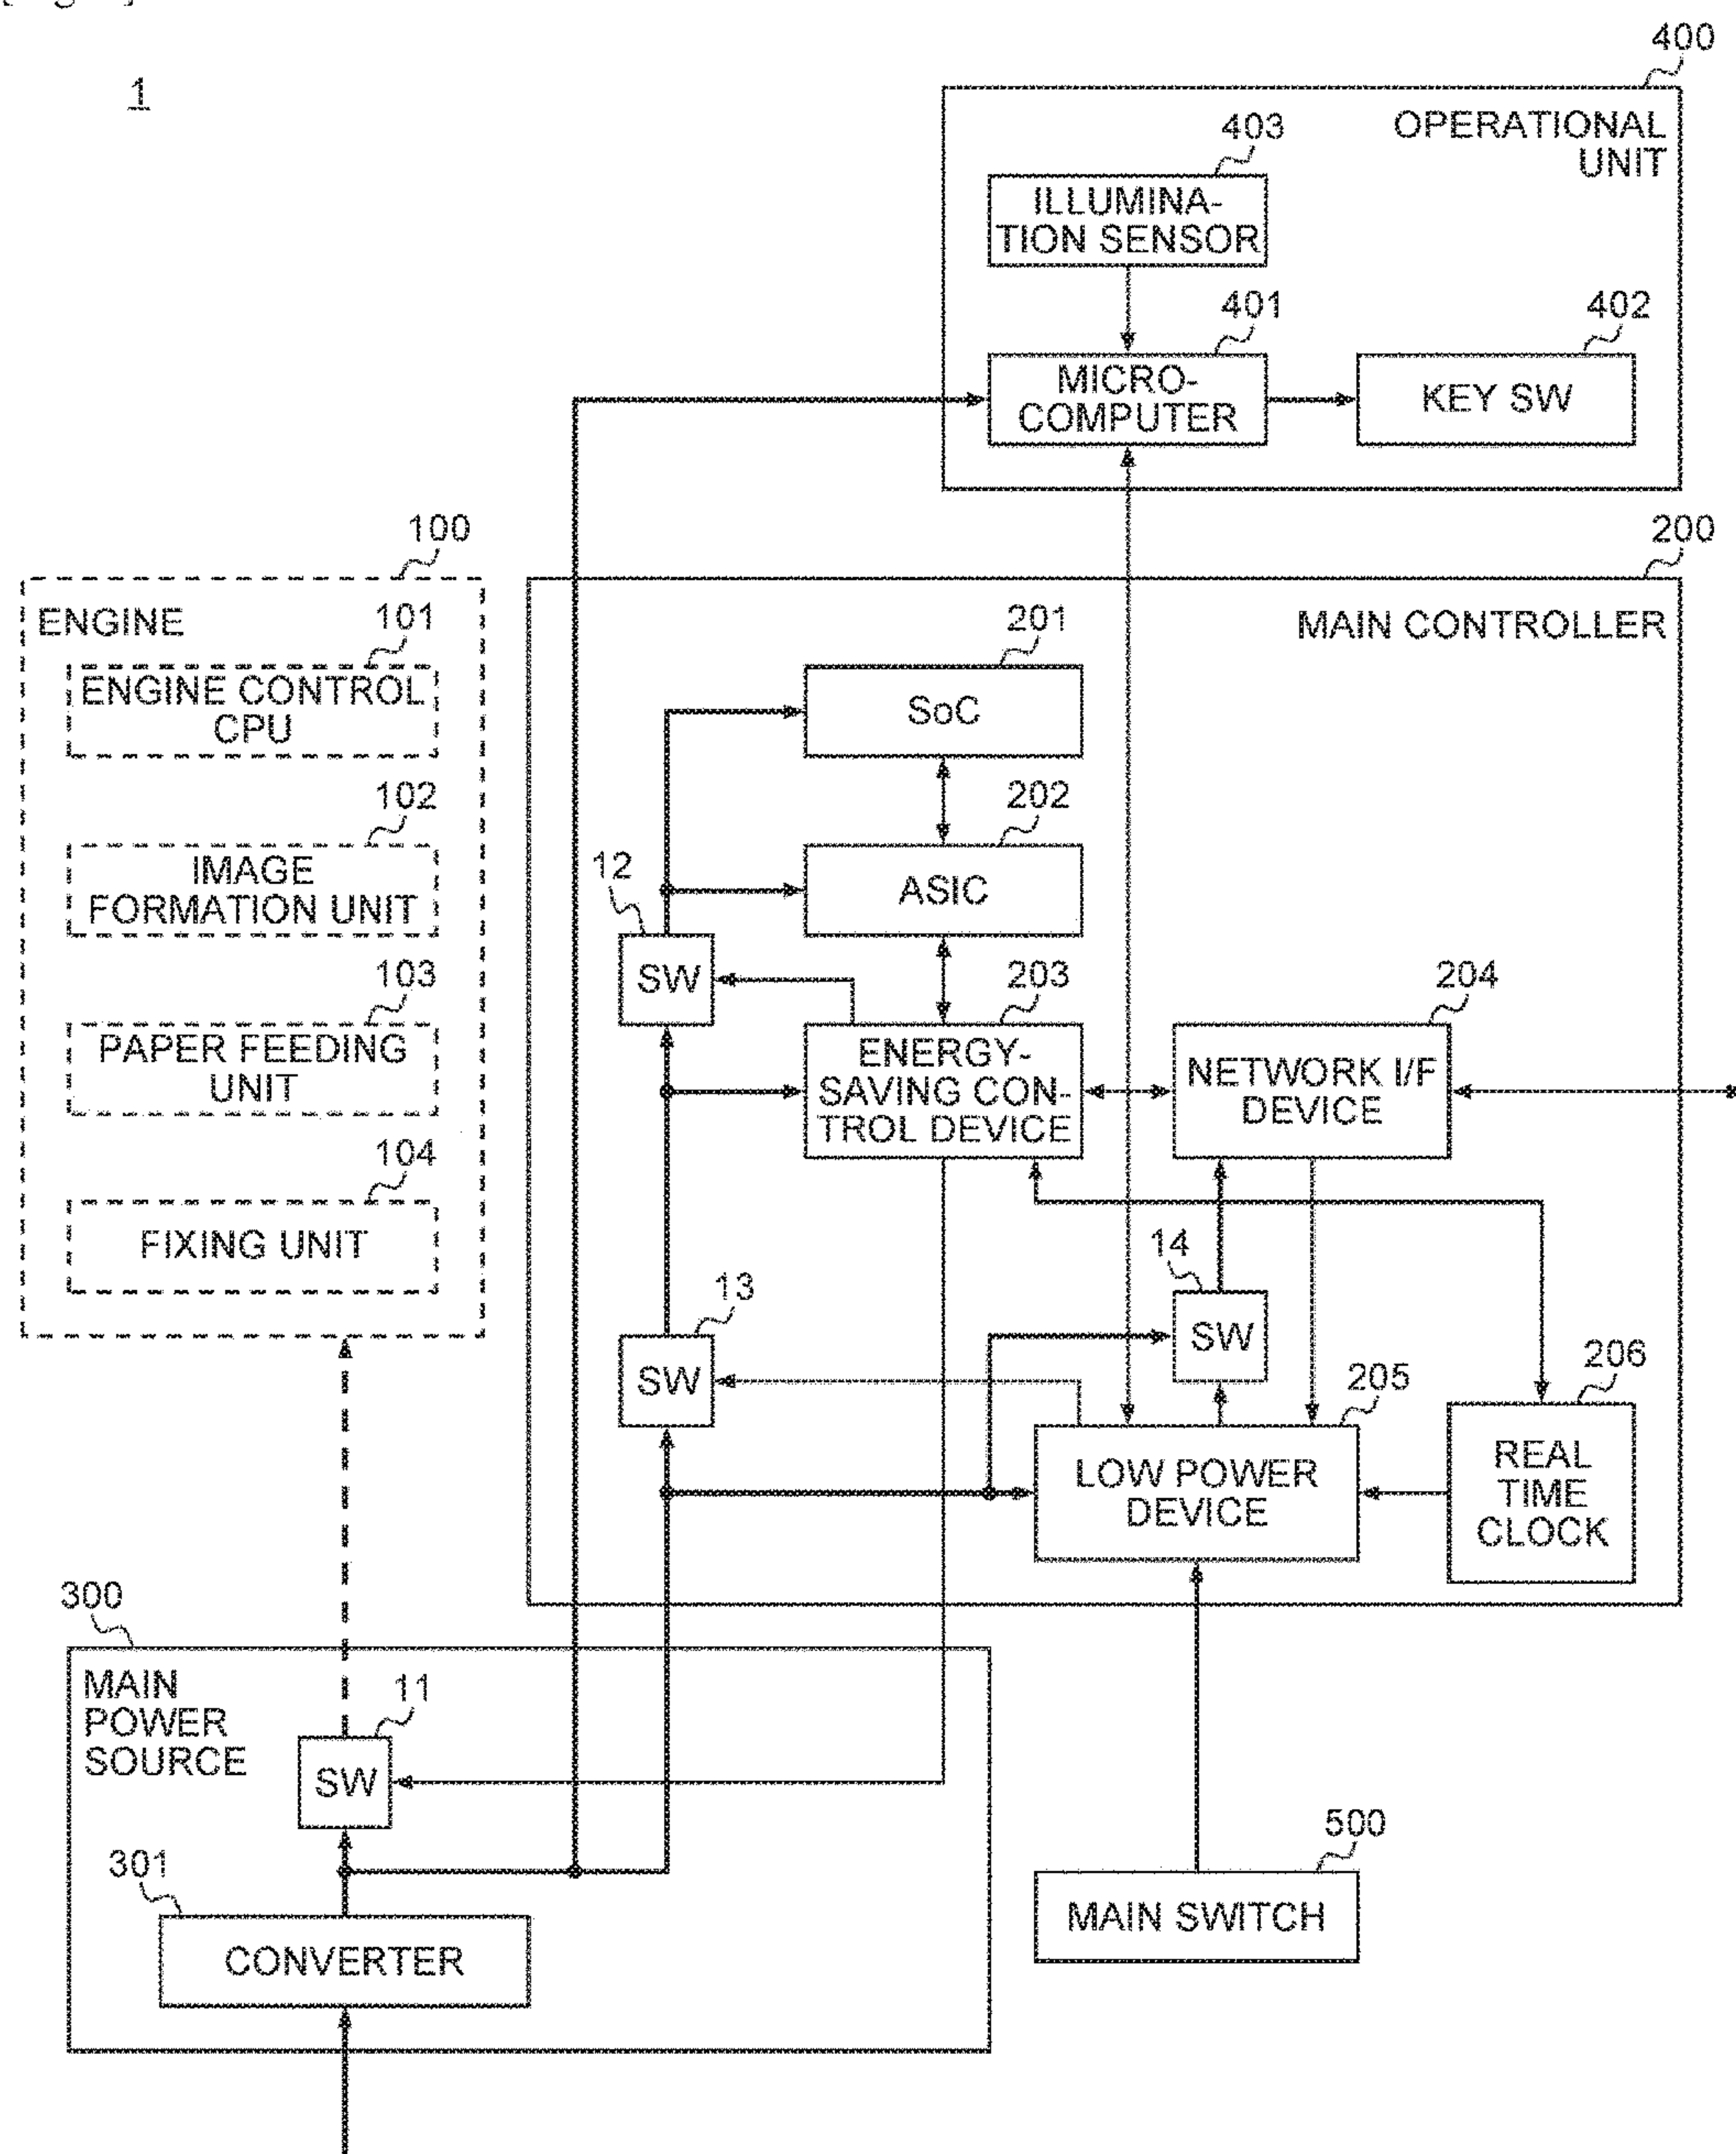 1
400
OPERATIONAL
UNIT
403
ILLUMINA-
TION SENSOR
401
MICRO-
COMPUTER
402
KEY SW
100
ENGINE
101
ENGINE CONTROL
CPU
102
IMAGE
FORMATION UNIT
103
PAPER FEEDING
UNIT
104
FIXING UNIT
200
MAIN CONTROLLER
201
SoC
202
ASIC
12
SW
203
ENERGY-
SAVING CON-
TROL DEVICE
204
NETWORK I/F
DEVICE
14
SW
13
SW
205
LOW POWER
DEVICE
206
REAL
TIME
CLOCK
300
MAIN
POWER
SOURCE
11
SW
301
CONVERTER
500
MAIN SWITCH